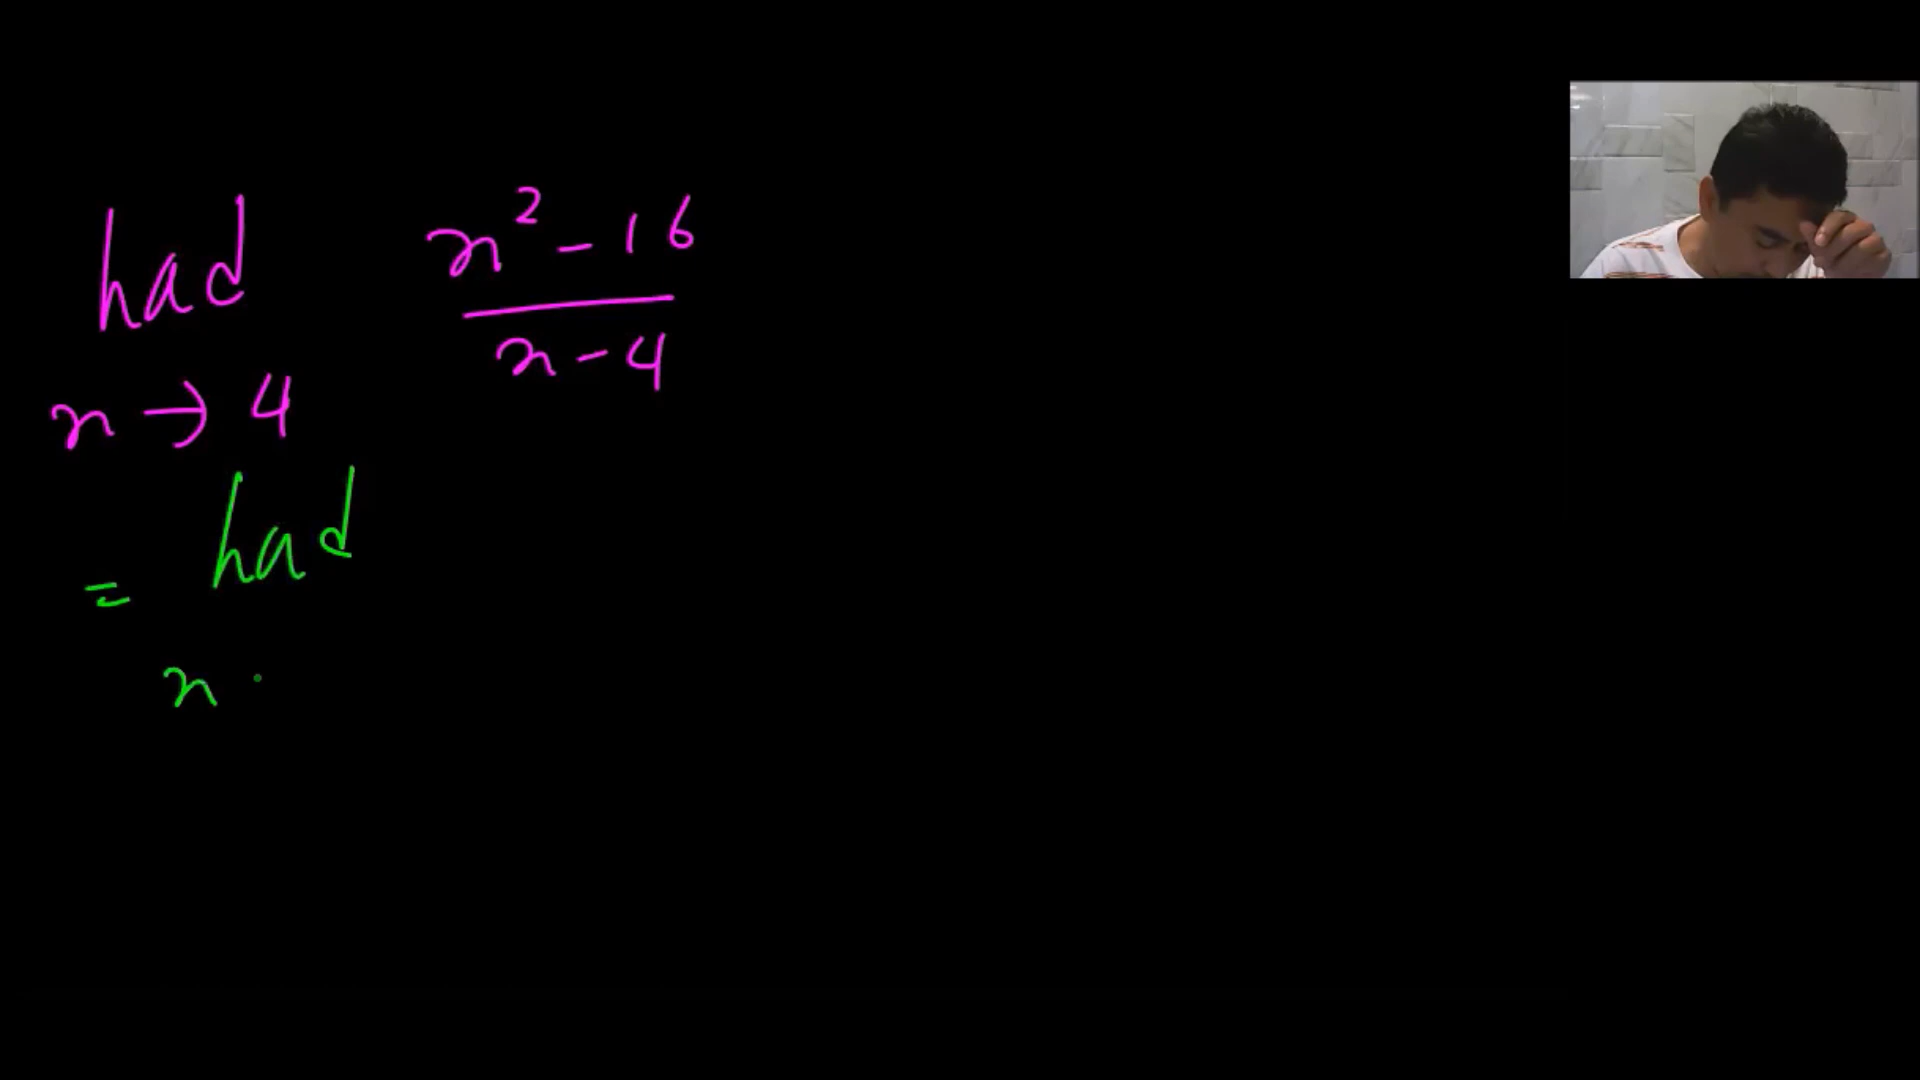 had x² - 16
x - 4
x → 4
= had
x ·